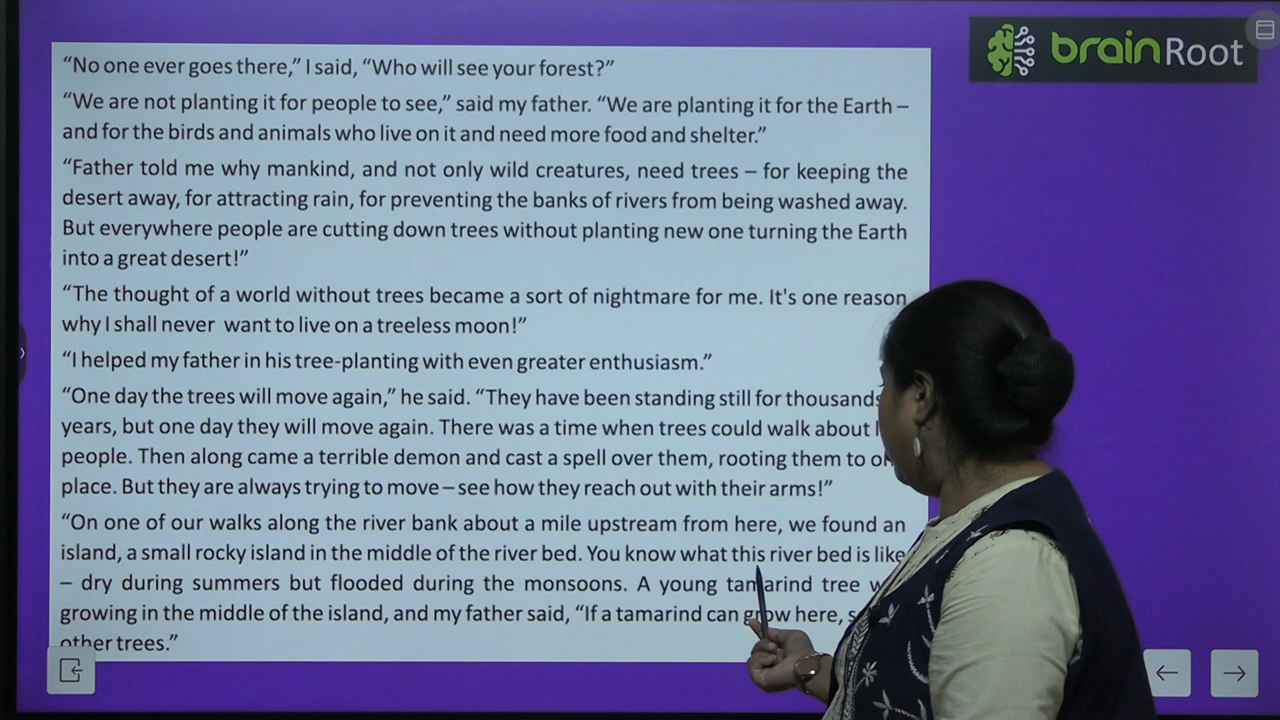 brainRoot
“No one ever goes there,” I said, “Who will see your forest?”
“We are not planting it for people to see,” said my father. “We are planting it for the Earth –
and for the birds and animals who live on it and need more food and shelter.”
“Father told me why mankind, and not only wild creatures, need trees – for keeping the
desert away, for attracting rain, for preventing the banks of rivers from being washed away.
But everywhere people are cutting down trees without planting new one turning the Earth
into a great desert!”
“The thought of a world without trees became a sort of nightmare for me. It's one reason
why I shall never want to live on a treeless moon!”
“I helped my father in his tree-planting with even greater enthusiasm.”
“One day the trees will move again,” he said. “They have been standing still for thousands
years, but one day they will move again. There was a time when trees could walk about
people. Then along came a terrible demon and cast a spell over them, rooting them to
place. But they are always trying to move – see how they reach out with their arms!”
“On one of our walks along the river bank about a mile upstream from here, we found an
island, a small rocky island in the middle of the river bed. You know what this river bed is like
– dry during summers but flooded during the monsoons. A young tamarind tree
growing in the middle of the island, and my father said, “If a tamarind can grow here,
other trees.”